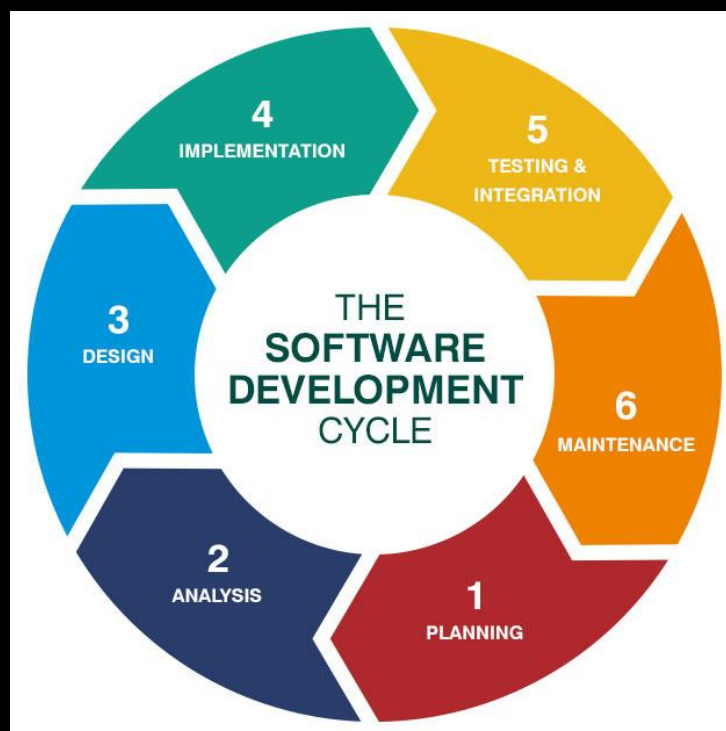 THE
SOFTWARE
DEVELOPMENT
CYCLE
1
PLANNING
2
ANALYSIS
3
DESIGN
4
IMPLEMENTATION
5
TESTING &
INTEGRATION
6
MAINTENANCE